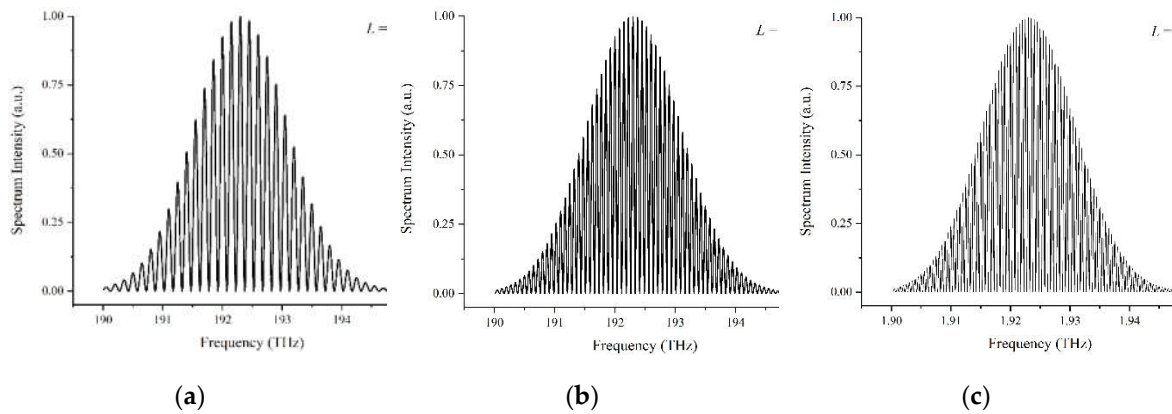 L =
1.00
0.75
0.50
0.25
0.00
Spectrum Intensity (a.u.)
190 191 192 193 194
Frequency (THz)
(a)
L =
1.00
0.75
0.50
0.25
0.00
Spectrum Intensity (a.u.)
190 191 192 193 194
Frequency (THz)
(b)
L =
1.00
0.75
0.50
0.25
0.00
Spectrum Intensity (a.u.)
1.90 1.91 1.92 1.93 1.94
Frequency (THz)
(c)